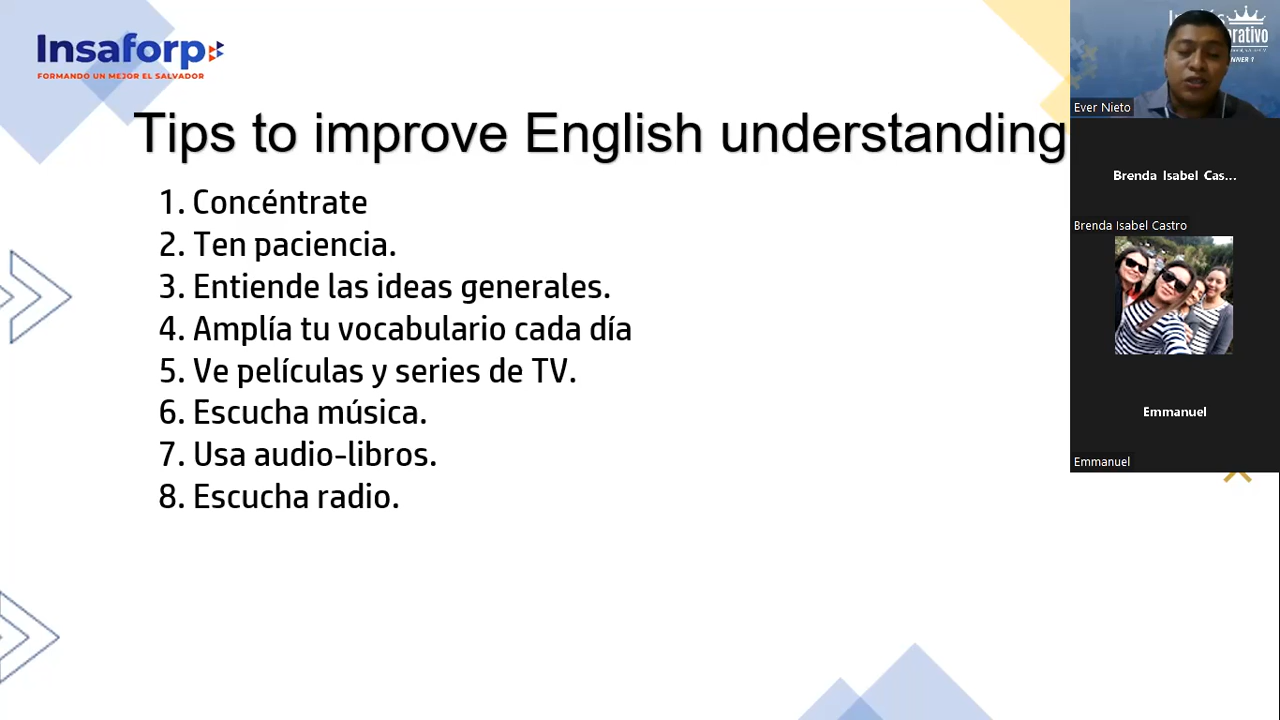 Insaforp
FORMANDO UN MEJOR EL SALVADOR
Tips to improve English understanding
1. Concéntrate
2. Ten paciencia.
3. Entiende las ideas generales.
4. Amplía tu vocabulario cada día
5. Ve películas y series de TV.
6. Escucha música.
7. Usa audio-libros.
8. Escucha radio.
Ever Nieto
Brenda Isabel Cas...
Brenda Isabel Castro
Emmanuel
Emmanuel